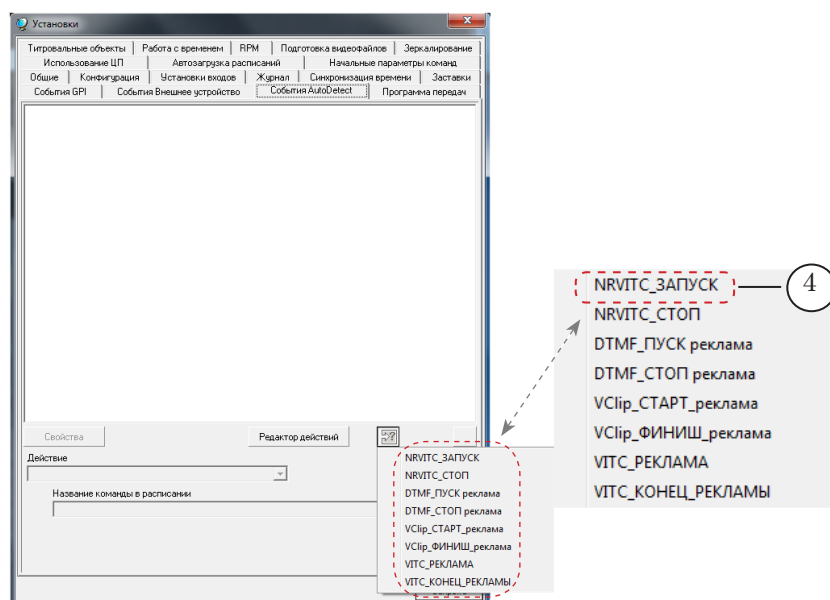 Установки
Титровальные объекты Работа с временем RPM Подготовка видеофайлов Зеркалирование
Использование ЦП Автозагрузка расписаний Начальные параметры команд
Общие Конфигурация Установки входов Журнал Синхронизация времени Заставки
События GPI События Внешнее устройство События AutoDetect Программа передач
Свойства Редактор действий
Действие
Название команды в расписании
NRVITC_ЗАПУСК
NRVITC_СТОП
DTMF_ПУСК реклама
DTMF_СТОП реклама
VClip_СТАРТ_реклама
VClip_ФИНИШ_реклама
VITC_РЕКЛАМА
VITC_КОНЕЦ_РЕКЛАМЫ
NRVITC_ЗАПУСК 4
NRVITC_СТОП
DTMF_ПУСК реклама
DTMF_СТОП реклама
VClip_СТАРТ_реклама
VClip_ФИНИШ_реклама
VITC_РЕКЛАМА
VITC_КОНЕЦ_РЕКЛАМЫ